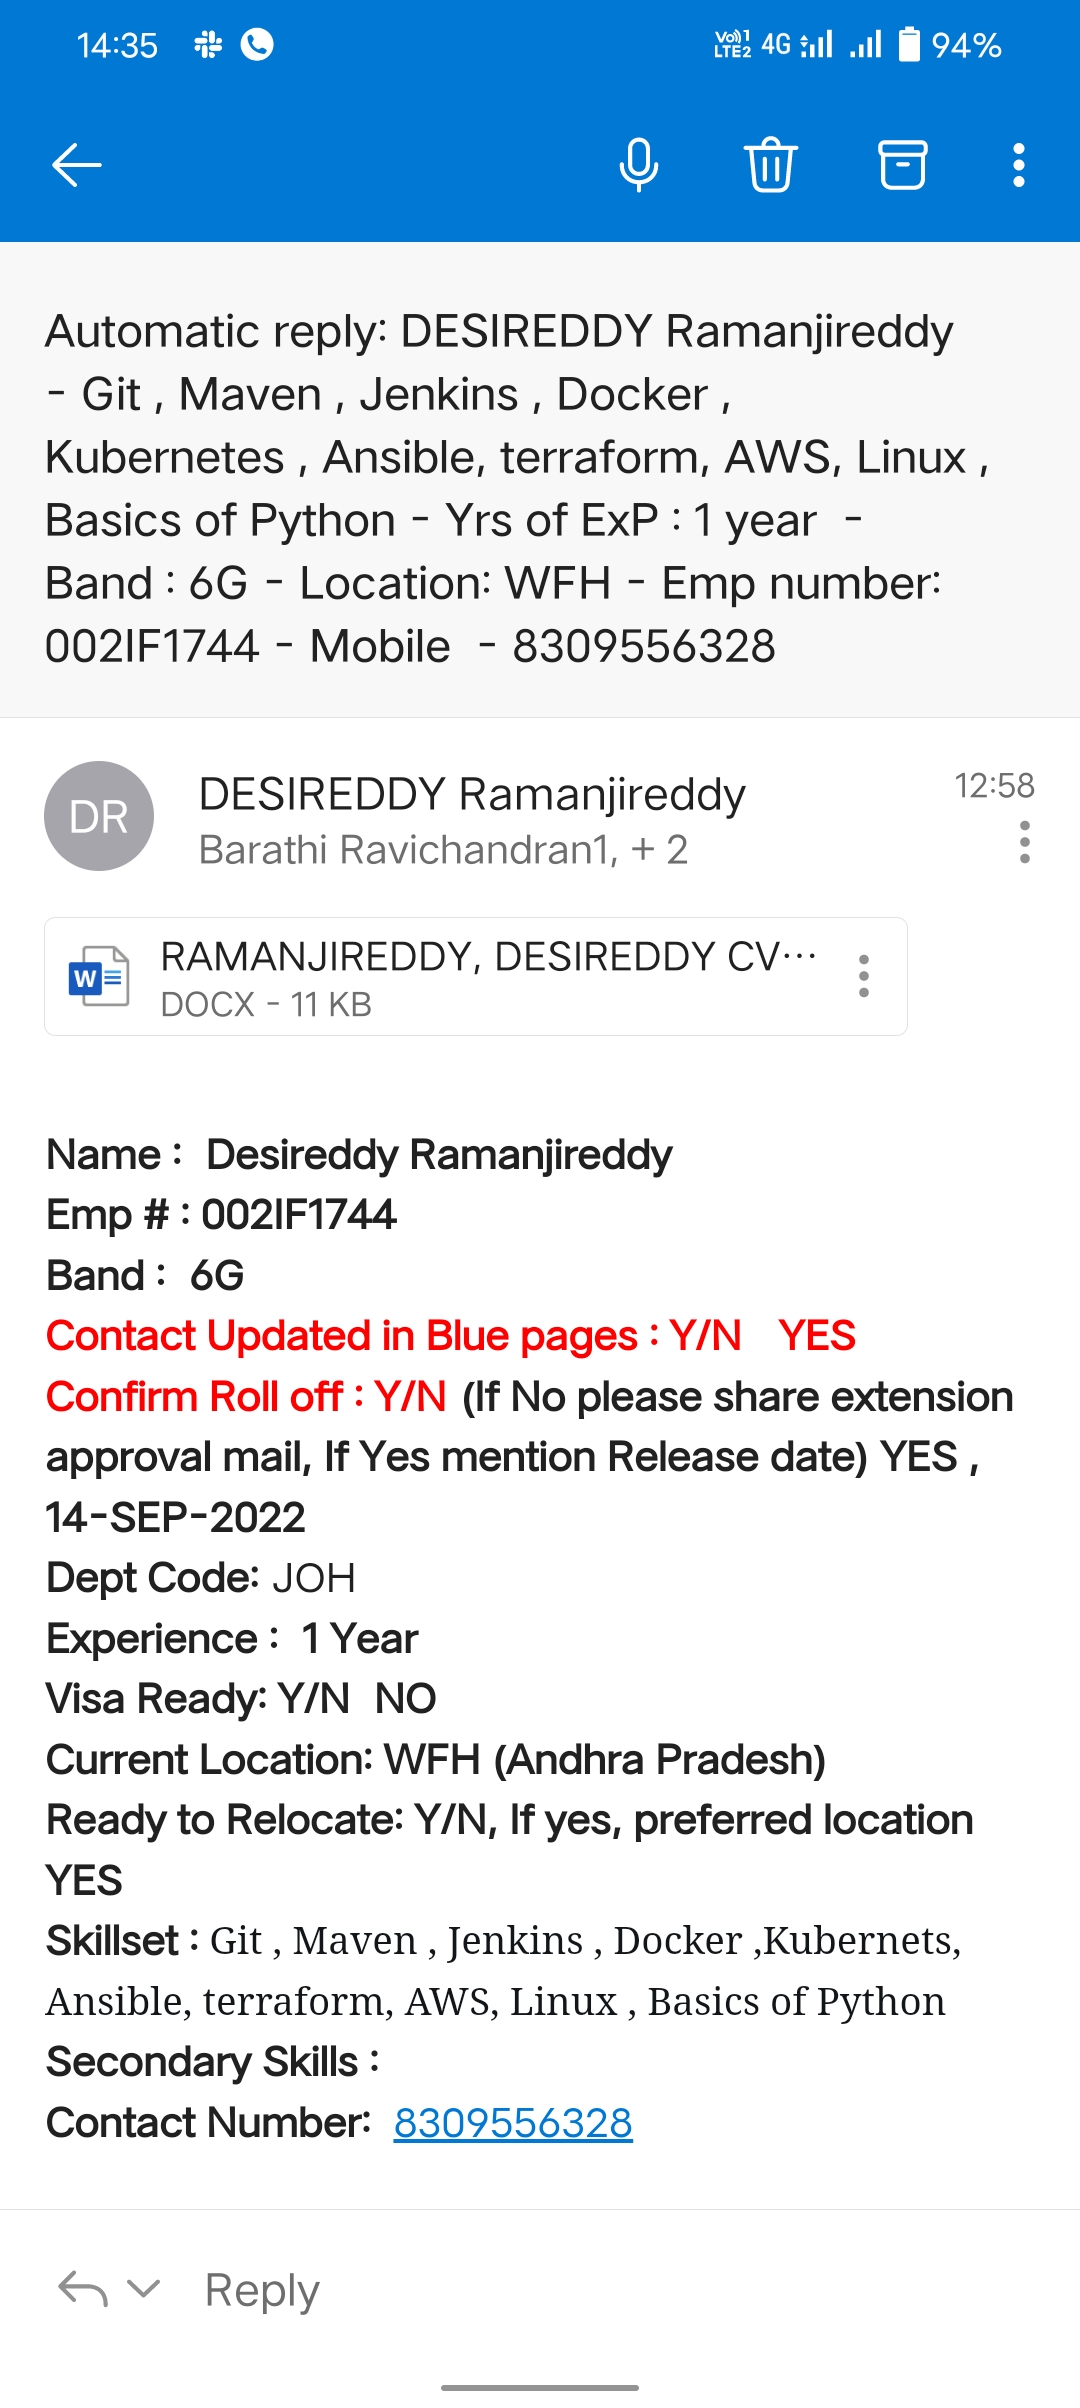 14:35 Vo)) 1 LTE2 4G 94%
Automatic reply: DESIREDDY Ramanjireddy
- Git , Maven , Jenkins , Docker ,
Kubernetes , Ansible, terraform, AWS, Linux ,
Basics of Python - Yrs of ExP : 1 year -
Band : 6G - Location: WFH - Emp number:
002IF1744 - Mobile - 8309556328
DR
DESIREDDY Ramanjireddy
12:58
Barathi Ravichandran1, + 2
W
RAMANJIREDDY, DESIREDDY CV...
DOCX - 11 KB
Name : Desireddy Ramanjireddy
Emp # : 002IF1744
Band : 6G
Contact Updated in Blue pages : Y/N YES
Confirm Roll off : Y/N (If No please share extension
approval mail, If Yes mention Release date) YES ,
14-SEP-2022
Dept Code: JOH
Experience : 1 Year
Visa Ready: Y/N NO
Current Location: WFH (Andhra Pradesh)
Ready to Relocate: Y/N, If yes, preferred location
YES
Skillset : Git , Maven , Jenkins , Docker ,Kubernets,
Ansible, terraform, AWS, Linux , Basics of Python
Secondary Skills :
Contact Number: 8309556328
Reply